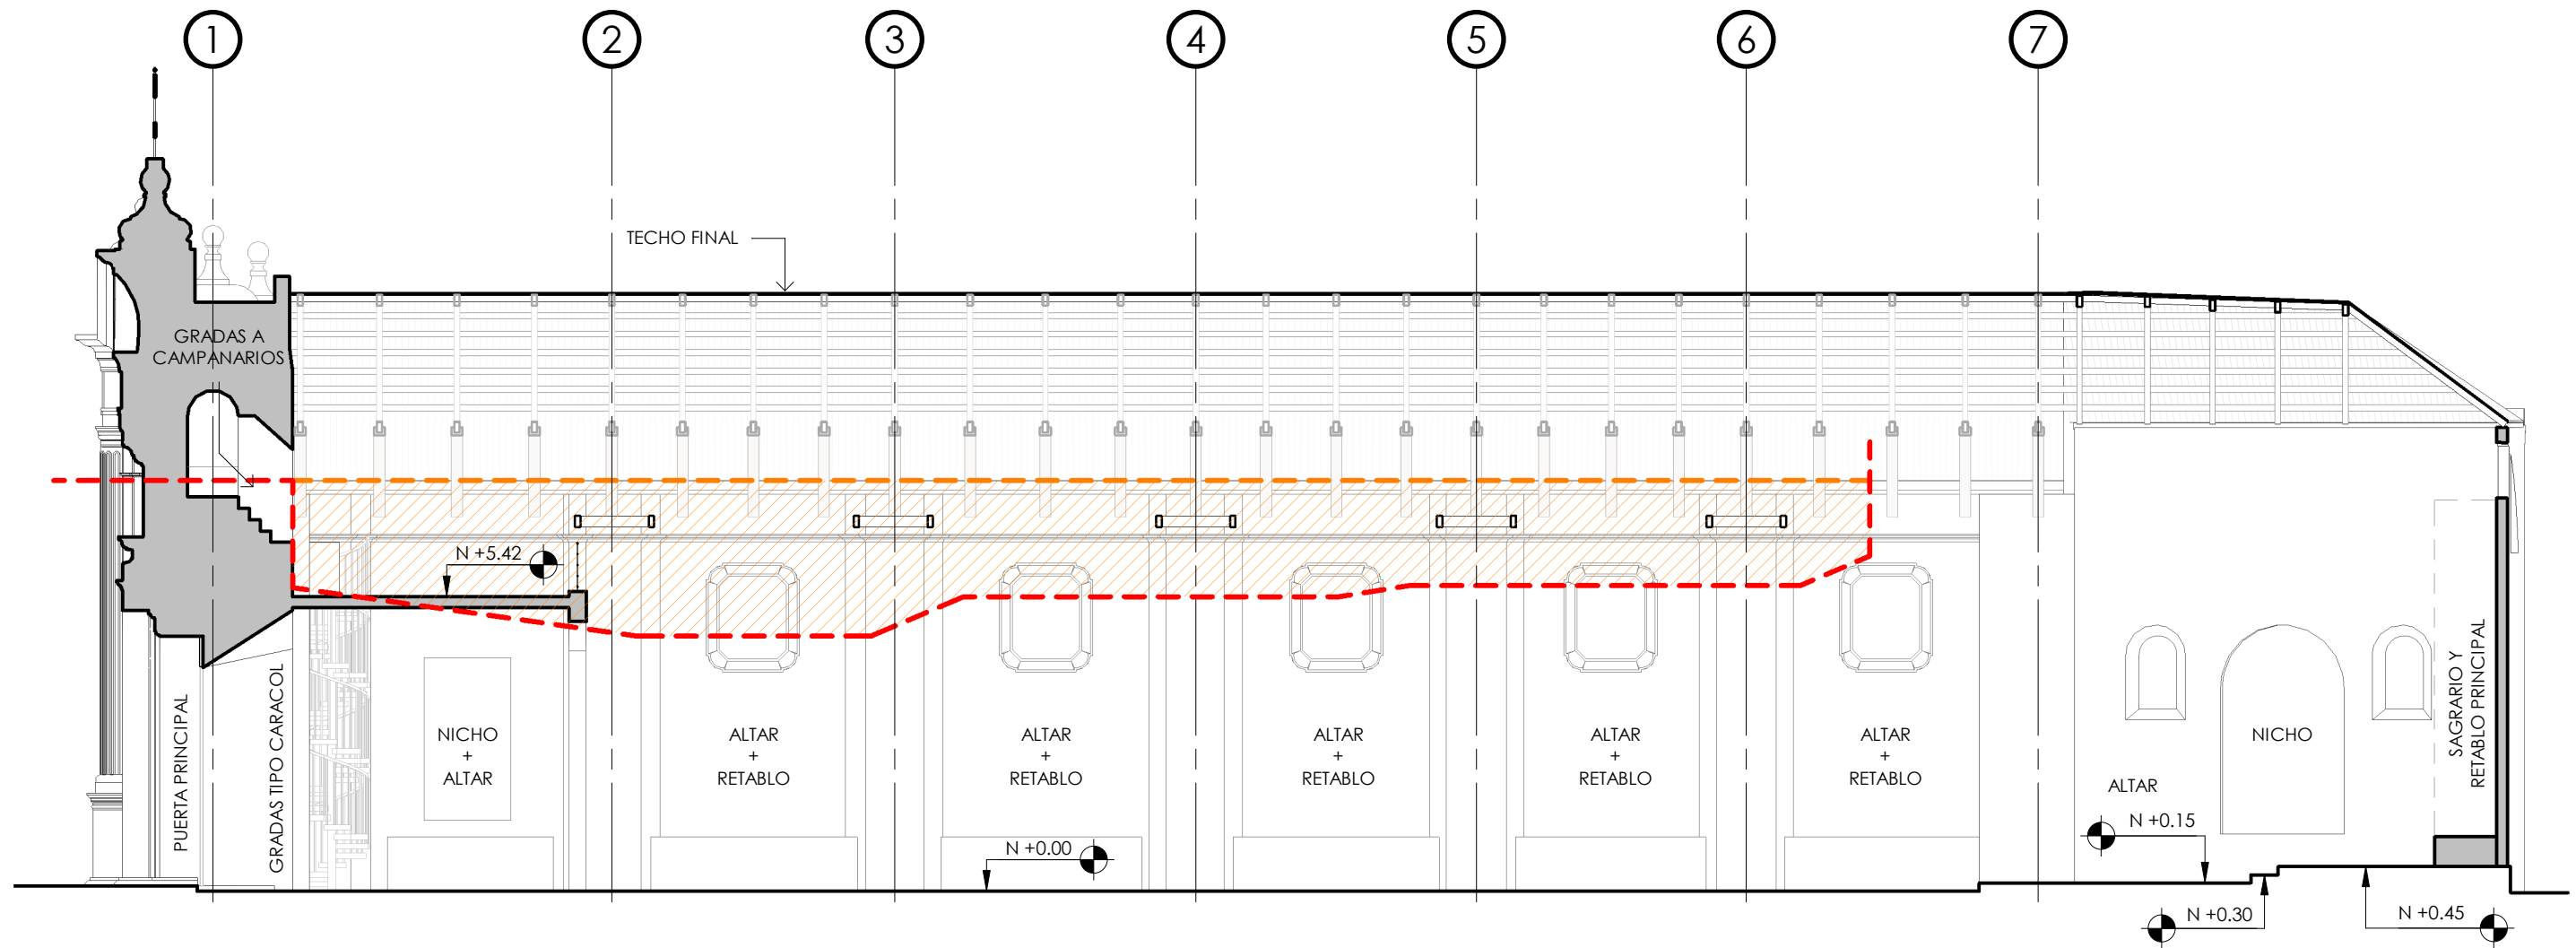 1
2
3
4
5
6
7
TECHO FINAL
GRADAS A
CAMPANARIOS
N +5.42
PUERTA PRINCIPAL
GRADAS TIPO CARACOL
NICHO
+
ALTAR
ALTAR
+
RETABLO
ALTAR
+
RETABLO
ALTAR
+
RETABLO
ALTAR
+
RETABLO
ALTAR
+
RETABLO
NICHO
SAGRARIO Y
RETABLO PRINCIPAL
ALTAR
N +0.15
N +0.00
N +0.30
N +0.45